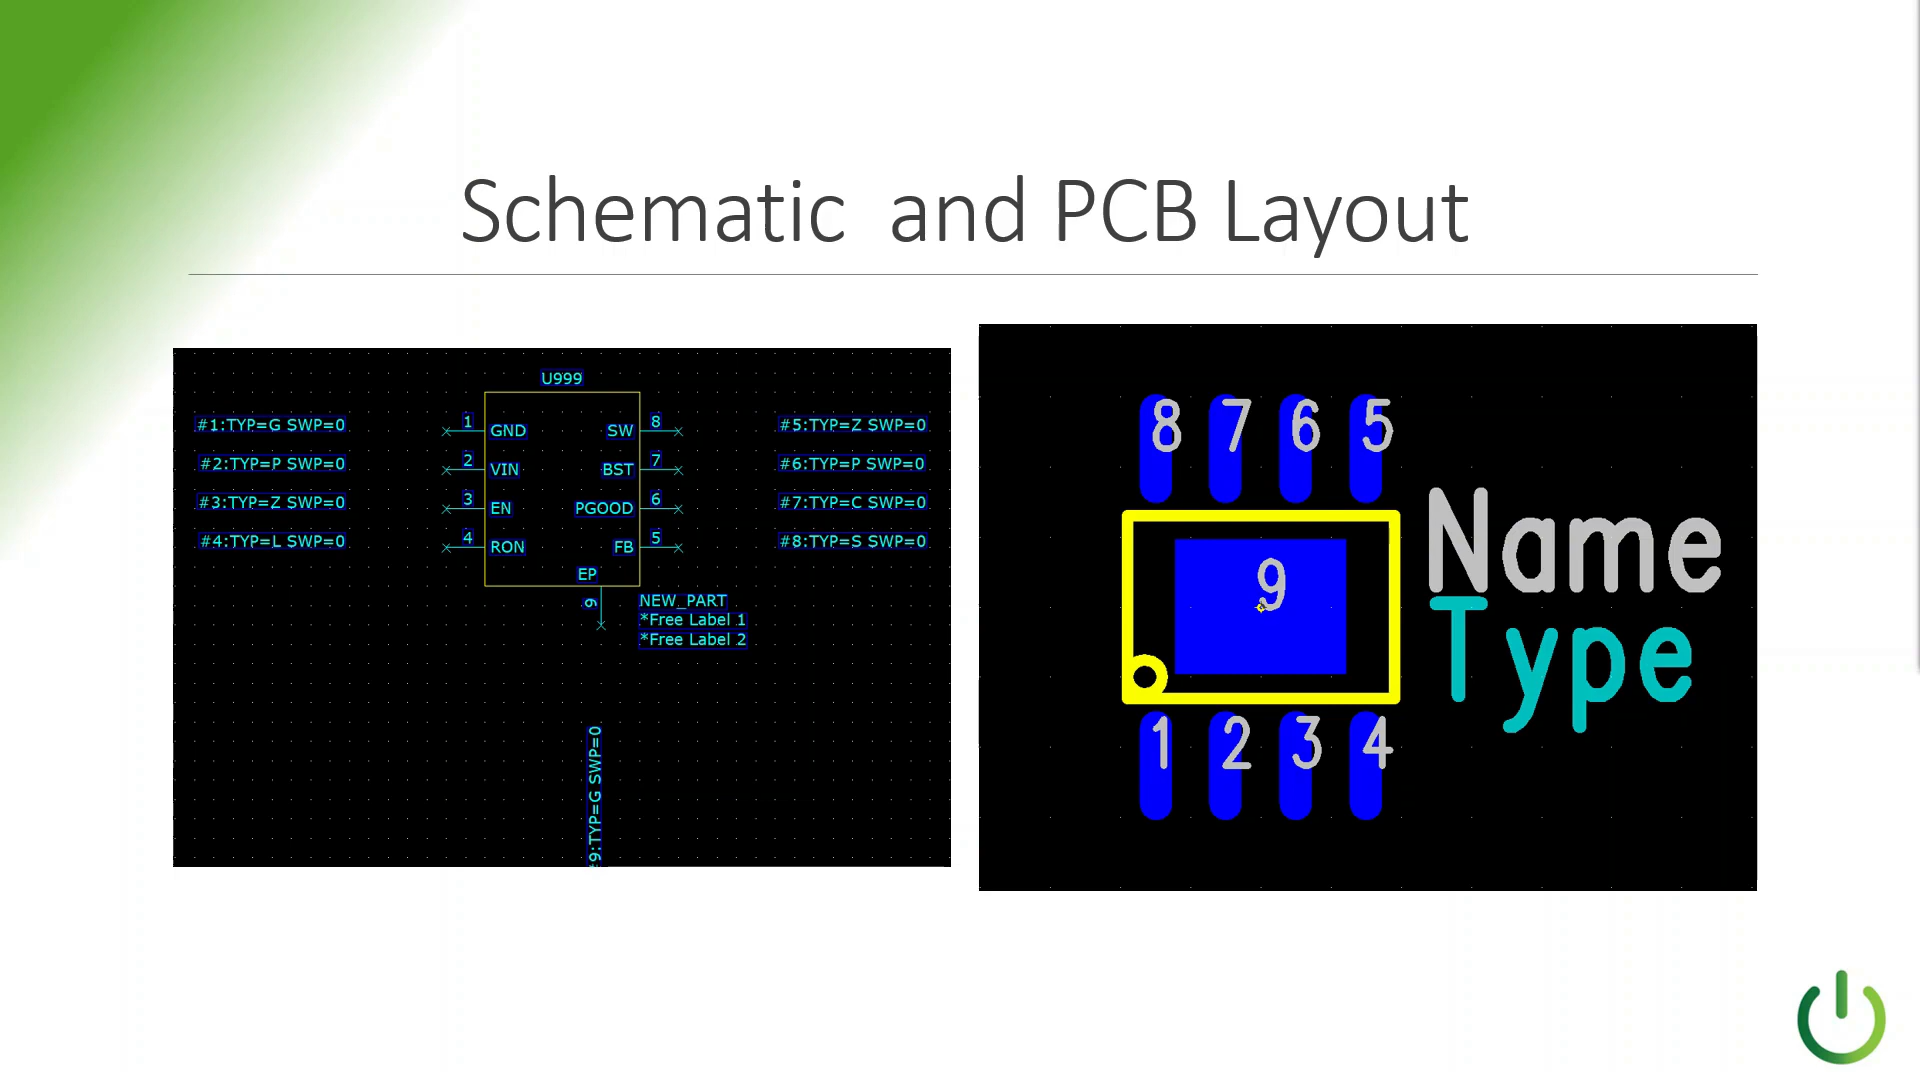 Schematic and PCB Layout
U999
#1:TYP=G SWP=0
1
GND
SW
8
#5:TYP=Z SWP=0
#2:TYP=P SWP=0
2
VIN
BST
7
#6:TYP=P SWP=0
#3:TYP=Z SWP=0
3
EN
PGOOD
6
#7:TYP=C SWP=0
#4:TYP=L SWP=0
4
RON
FB
5
#8:TYP=S SWP=0
EP
9
NEW_PART
*Free Label 1
*Free Label 2
#9:TYP=G SWP=0
8 7 6 5
9
Name
Type
1 2 3 4